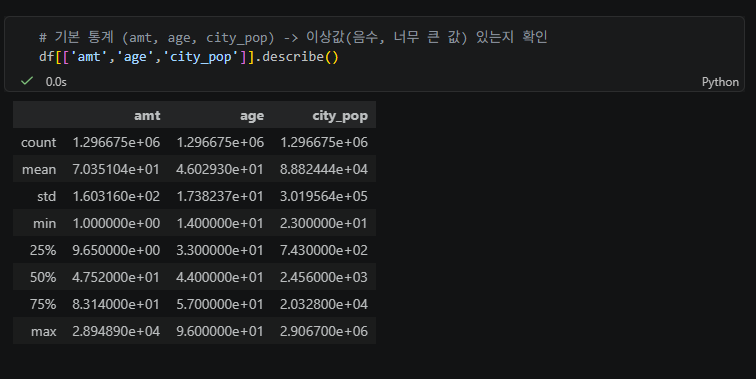 # 기본 통계 (amt, age, city_pop) -> 이상값(음수, 너무 큰 값) 있는지 확인
df[['amt','age','city_pop']].describe()
0.0s Python
amt age city_pop
count 1.296675e+06 1.296675e+06 1.296675e+06
mean 7.035104e+01 4.602930e+01 8.882444e+04
std 1.603160e+02 1.738237e+01 3.019564e+05
min 1.000000e+00 1.400000e+01 2.300000e+01
25% 9.650000e+00 3.300000e+01 7.430000e+02
50% 4.752000e+01 4.400000e+01 2.456000e+03
75% 8.314000e+01 5.700000e+01 2.032800e+04
max 2.894890e+04 9.600000e+01 2.906700e+06